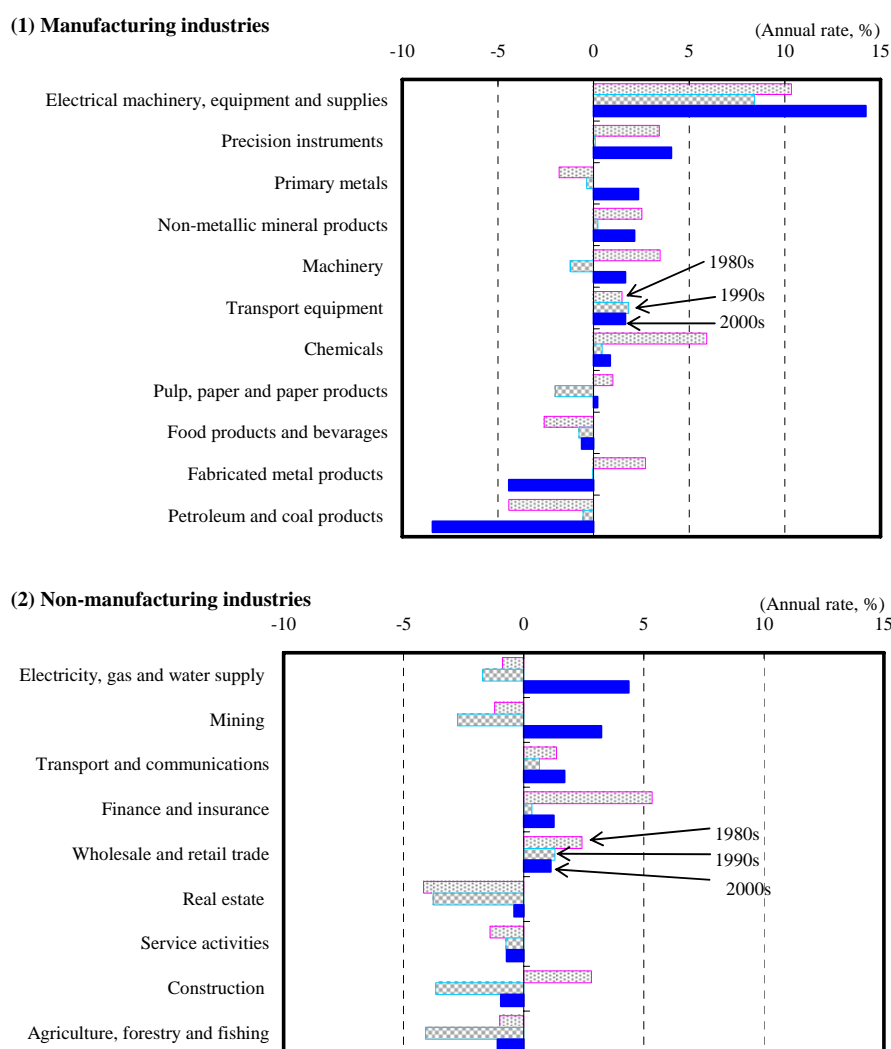 (1) Manufacturing industries
(Annual rate, %)
-10 -5 0 5 10 15
Electrical machinery, equipment and supplies
Precision instruments
Primary metals
Non-metallic mineral products
Machinery
1980s
1990s
Transport equipment
2000s
Chemicals
Pulp, paper and paper products
Food products and bevarages
Fabricated metal products
Petroleum and coal products
(2) Non-manufacturing industries
(Annual rate, %)
-10 -5 0 5 10 15
Electricity, gas and water supply
Mining
Transport and communications
Finance and insurance
1980s
Wholesale and retail trade
1990s
2000s
Real estate
Service activities
Construction
Agriculture, forestry and fishing